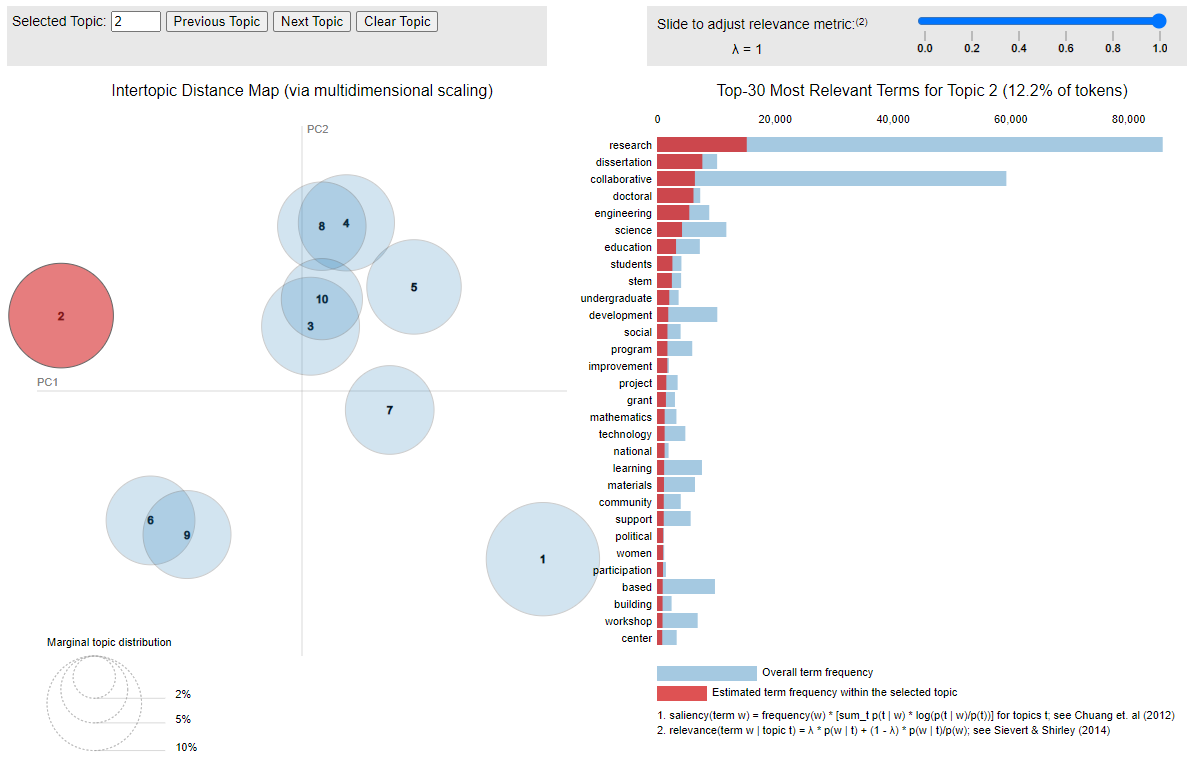 Selected Topic: 2 Previous Topic Next Topic Clear Topic
Slide to adjust relevance metric:(2)
λ = 1
0.0 0.2 0.4 0.6 0.8 1.0
Intertopic Distance Map (via multidimensional scaling)
PC2
PC1
8
4
5
10
3
2
7
6
9
1
Marginal topic distribution
2%
5%
10%
Top-30 Most Relevant Terms for Topic 2 (12.2% of tokens)
0 20,000 40,000 60,000 80,000
research
dissertation
collaborative
doctoral
engineering
science
education
students
stem
undergraduate
development
social
program
improvement
project
grant
mathematics
technology
national
learning
materials
community
support
political
women
participation
based
building
workshop
center
Overall term frequency
Estimated term frequency within the selected topic
1. saliency(term w) = frequency(w) * [sum_t p(t | w) * log(p(t | w)/p(t))] for topics t; see Chuang et. al (2012)
2. relevance(term w | topic t) = λ * p(w | t) + (1 - λ) * p(w | t)/p(w); see Sievert & Shirley (2014)